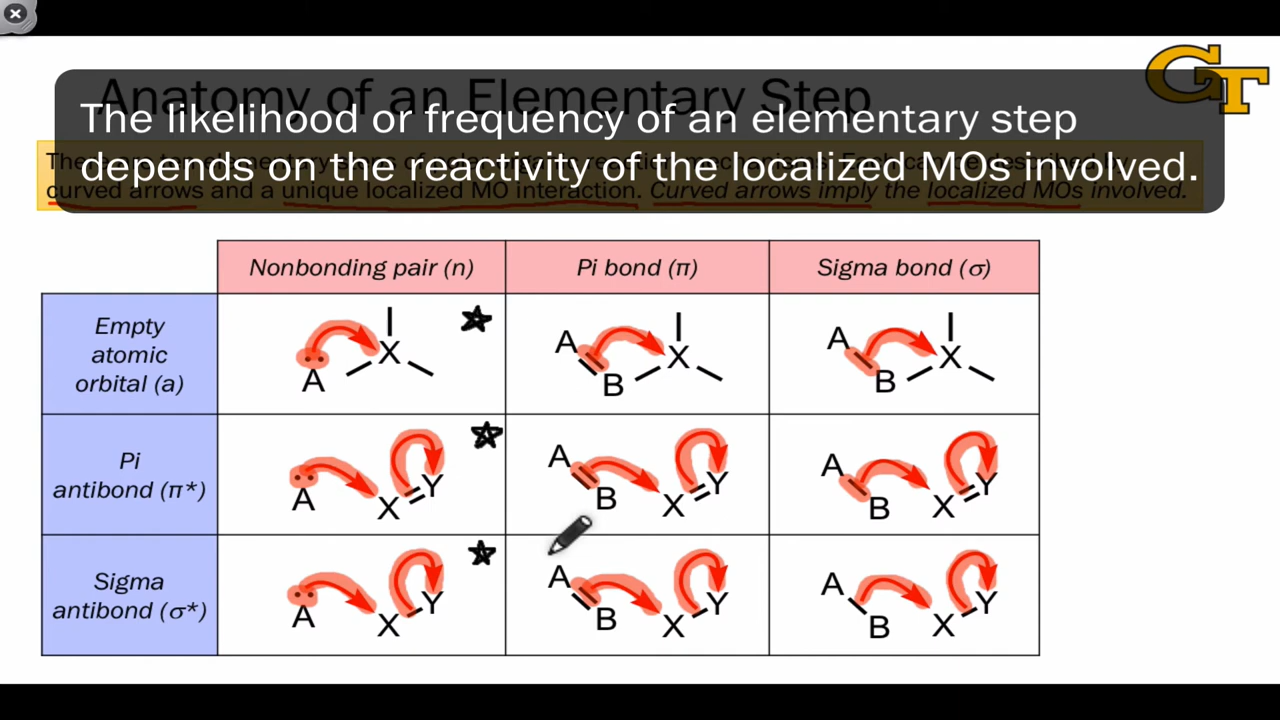 GT
Anatomy of an Elementary Step
The likelihood or frequency of an elementary step
depends on the reactivity of the localized MOs involved.
curved arrows and a unique localized MO interaction. Curved arrows imply the localized MOs involved.
Nonbonding pair (n) Pi bond (π) Sigma bond (σ)
Empty
atomic
orbital (a)
A X A B X A B X
Pi
antibond (π*)
A X Y A B X Y A B X Y
Sigma
antibond (σ*)
A X Y A B X Y A B X Y